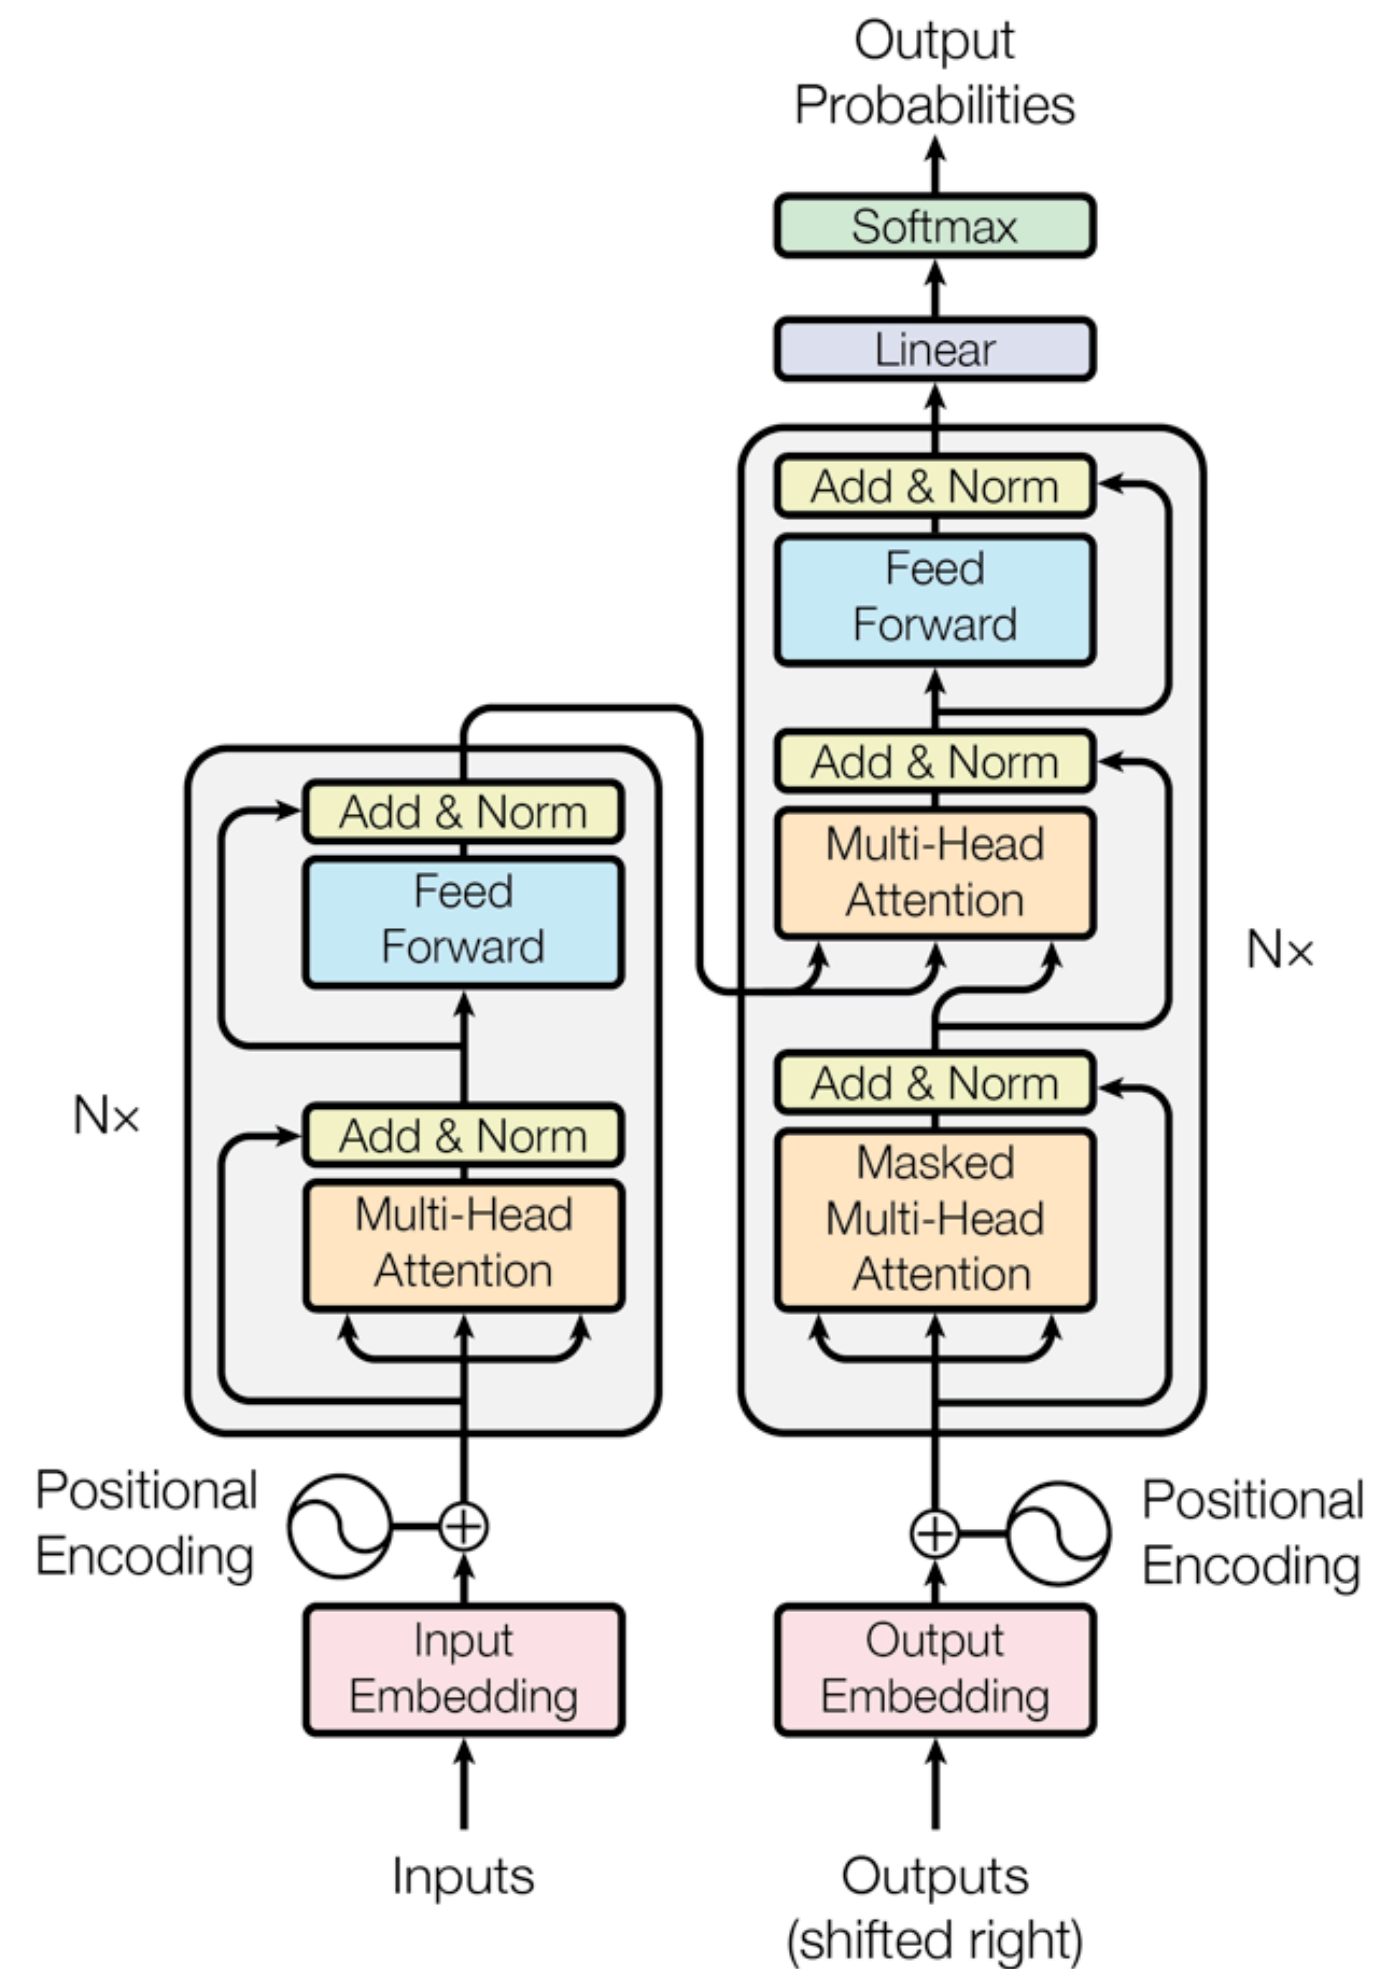 Output
Probabilities
Softmax
Linear
Add & Norm
Feed
Forward
Add & Norm
Multi-Head
Attention
Nx
Add & Norm
Masked
Multi-Head
Attention
Add & Norm
Feed
Forward
Nx
Add & Norm
Multi-Head
Attention
Positional
Encoding
Positional
Encoding
Input
Embedding
Output
Embedding
Inputs
Outputs
(shifted right)